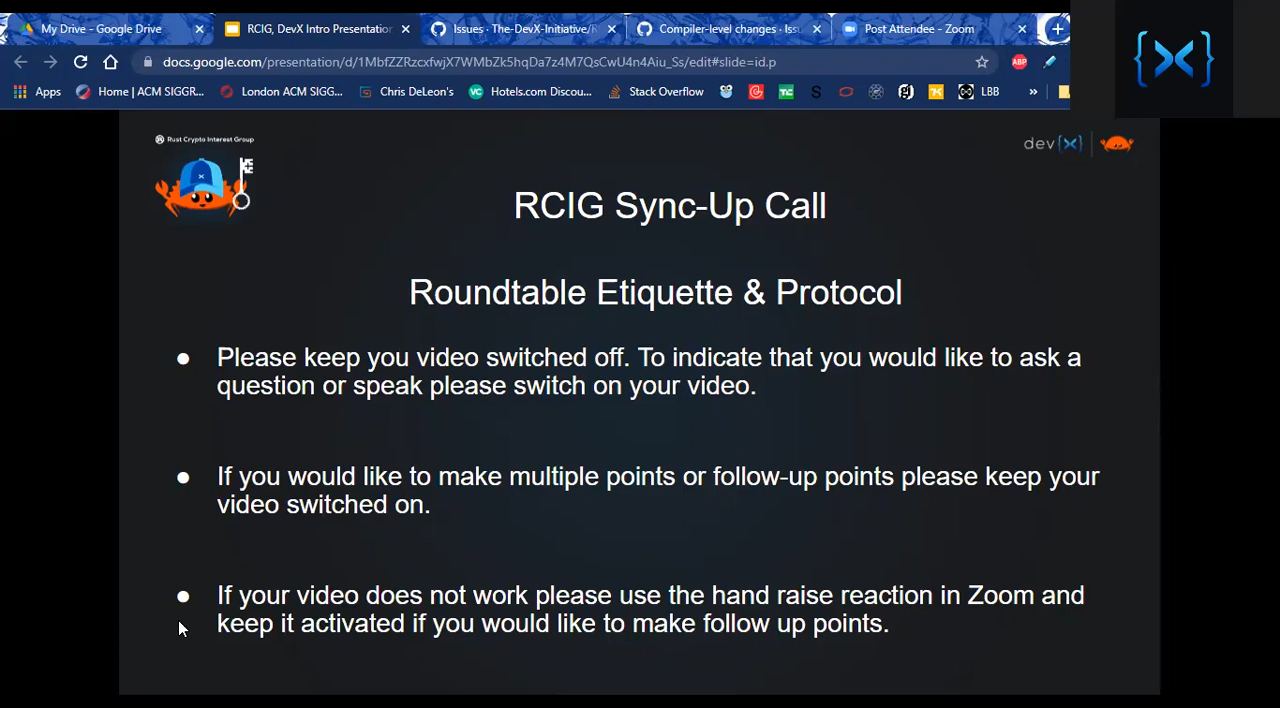 My Drive - Google Drive
RCIG, DevX Intro Presentation
Issues · The-DevX-Initiative/R
Compiler-level changes · Issu
Post Attendee - Zoom
docs.google.com/presentation/d/1MbfZZRzcxfwjX7WMbZk5hqDa7z4M7QsCwU4n4Aiu_Ss/edit#slide=id.p
ABP
Apps
Home | ACM SIGGR...
London ACM SIGG...
Chris DeLeon's
VC
Hotels.com Discou...
Stack Overflow
TC
S
LBB
»
Rust Crypto Interest Group
dev{X}
RCIG Sync-Up Call
Roundtable Etiquette & Protocol
● Please keep you video switched off. To indicate that you would like to ask a
question or speak please switch on your video.
● If you would like to make multiple points or follow-up points please keep your
video switched on.
● If your video does not work please use the hand raise reaction in Zoom and
keep it activated if you would like to make follow up points.